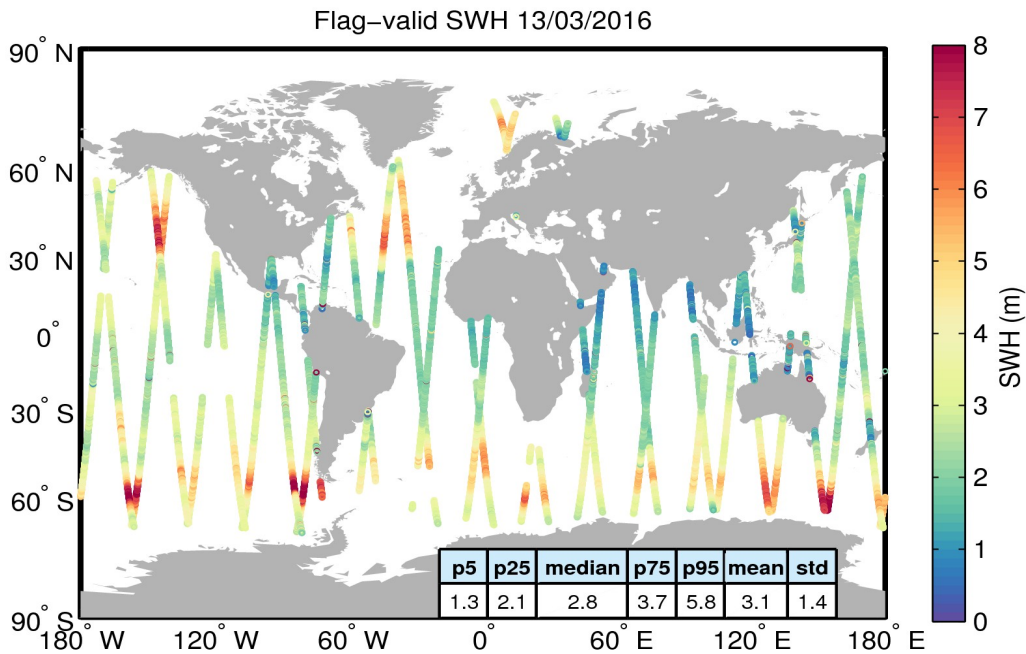 Flag−valid SWH 13/03/2016
90° N
60° N
30° N
0°
30° S
60° S
90° S
180° W
120° W
60° W
0°
60° E
120° E
180° E
p5 p25 median p75 p95 mean std
1.3 2.1 2.8 3.7 5.8 3.1 1.4
8
7
6
5
4
3
2
1
0
SWH (m)